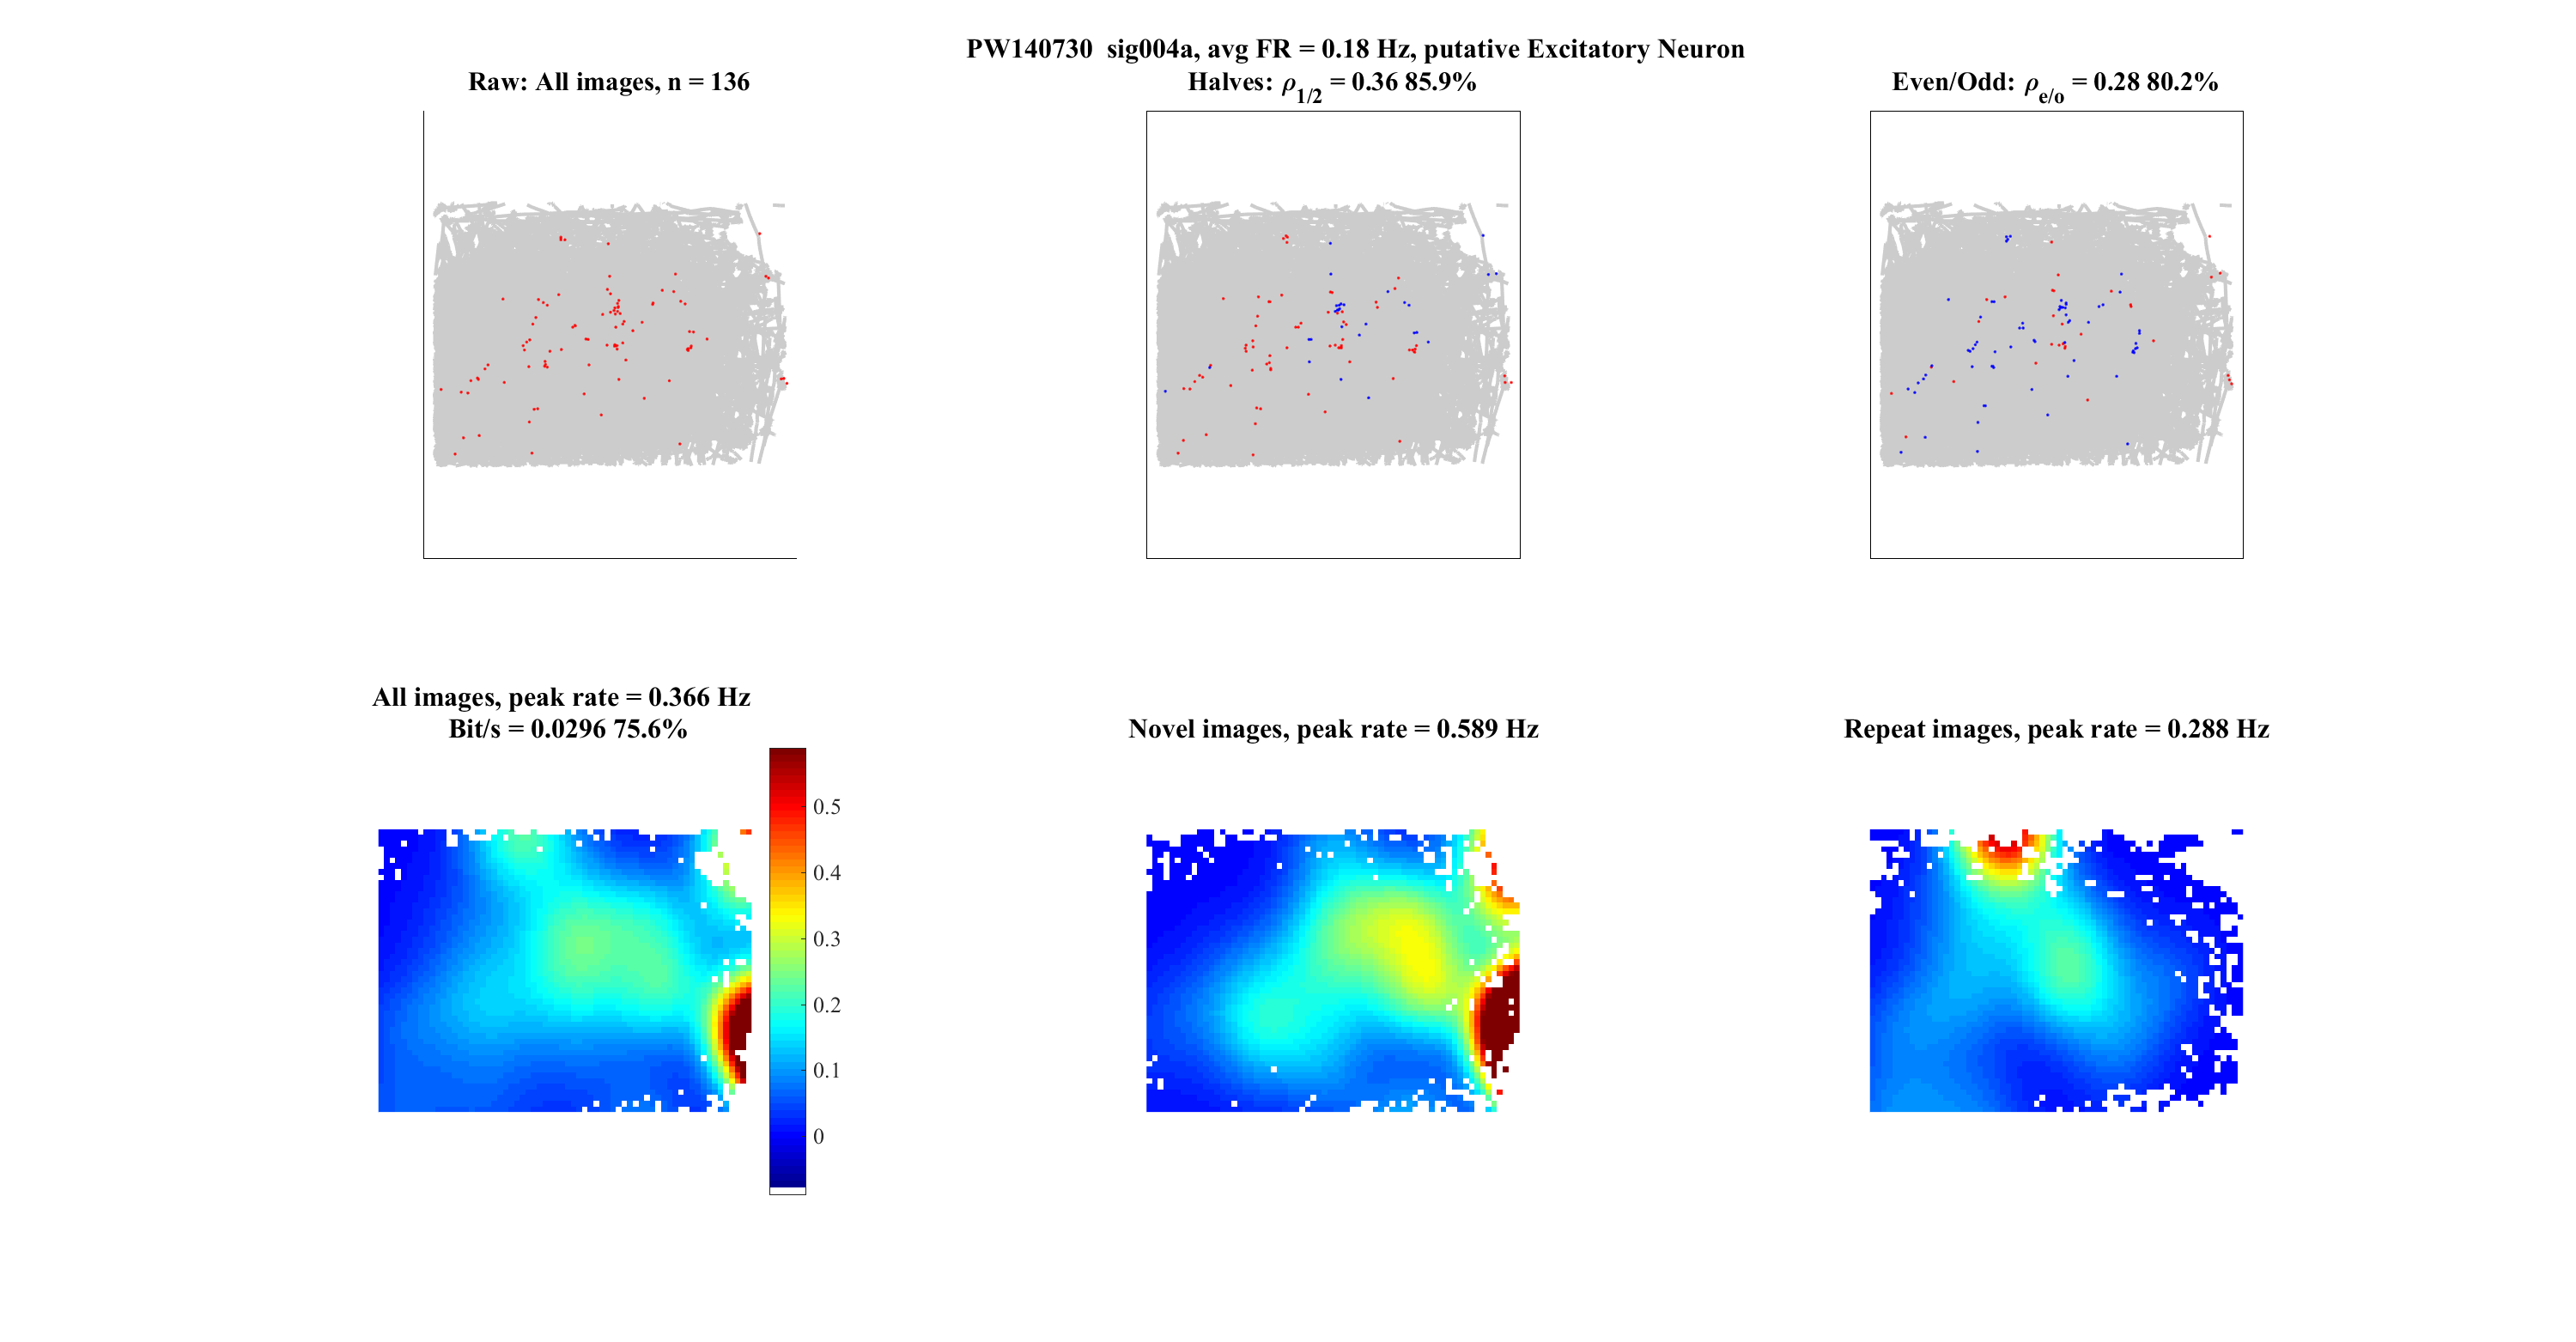 PW140730  sig004a, avg FR = 0.18 Hz, putative Excitatory Neuron
Raw: All images, n = 136
Halves: ρ1/2 = 0.36 85.9%
Even/Odd: ρe/o = 0.28 80.2%
All images, peak rate = 0.366 Hz
Bit/s = 0.0296 75.6%
Novel images, peak rate = 0.589 Hz
Repeat images, peak rate = 0.288 Hz
0.5
0.4
0.3
0.2
0.1
0